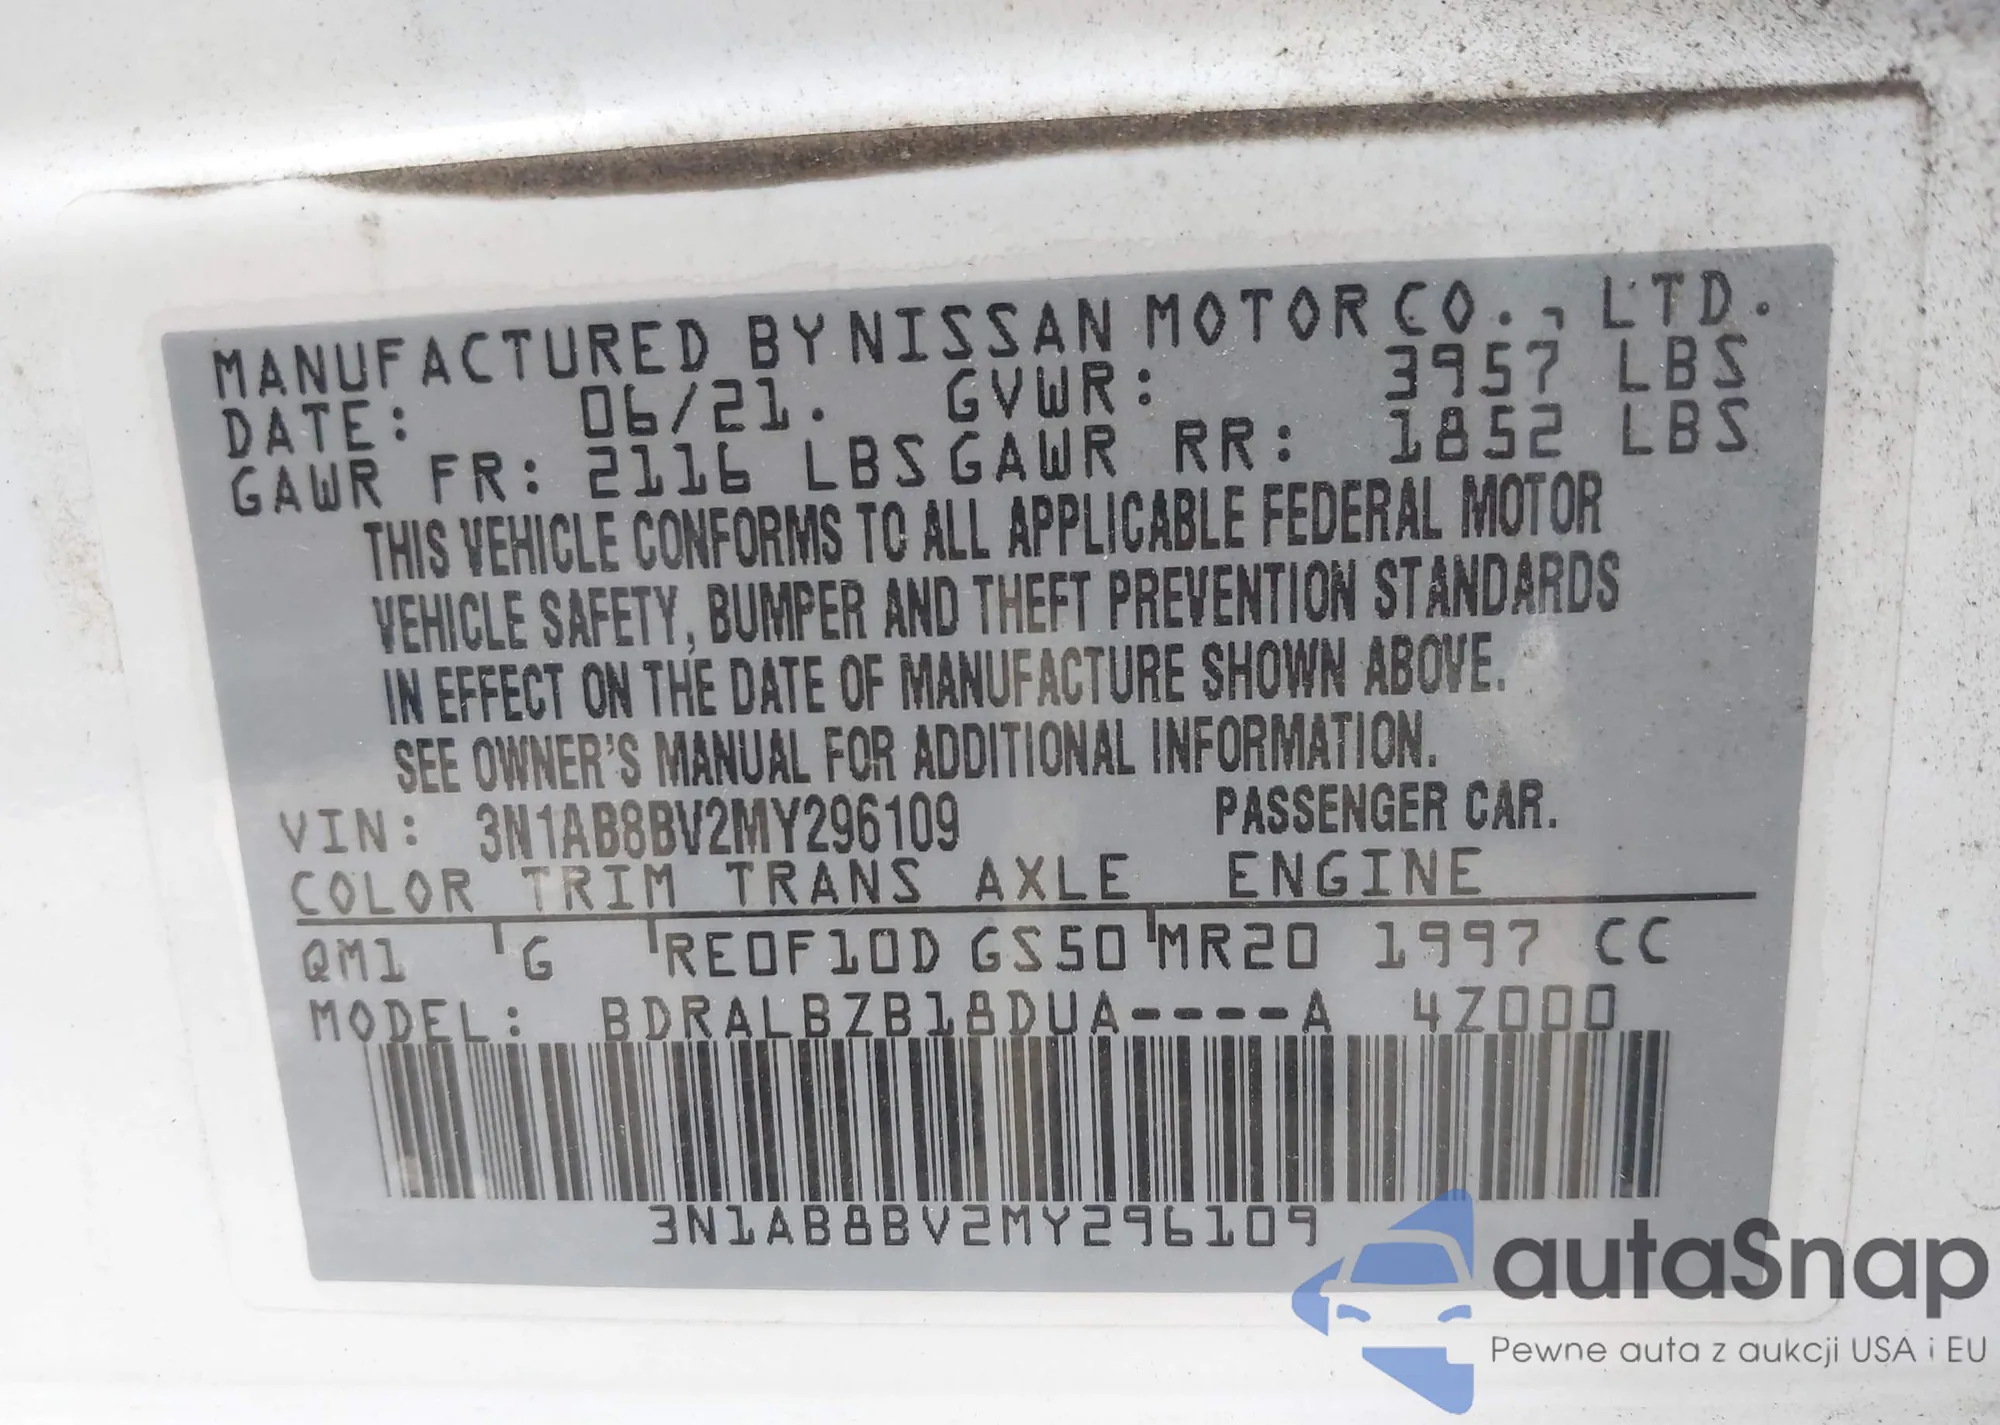 MANUFACTURED BY NISSAN MOTOR CO., LTD.
DATE: 06/21. GVWR: 3957 LBS
GAWR FR: 2116 LBS GAWR RR: 1852 LBS
THIS VEHICLE CONFORMS TO ALL APPLICABLE FEDERAL MOTOR
VEHICLE SAFETY, BUMPER AND THEFT PREVENTION STANDARDS
IN EFFECT ON THE DATE OF MANUFACTURE SHOWN ABOVE.
SEE OWNER'S MANUAL FOR ADDITIONAL INFORMATION.
VIN: 3N1AB8BV2MY296109 PASSENGER CAR.
COLOR TRIM TRANS AXLE ENGINE
QM1 G RE0F10D GS50 MR20 1997 CC
MODEL: BDRALBZB18DUA----A 4Z000
3N1AB8BV2MY296109
autaSnap
Pewne auta z aukcji USA i EU